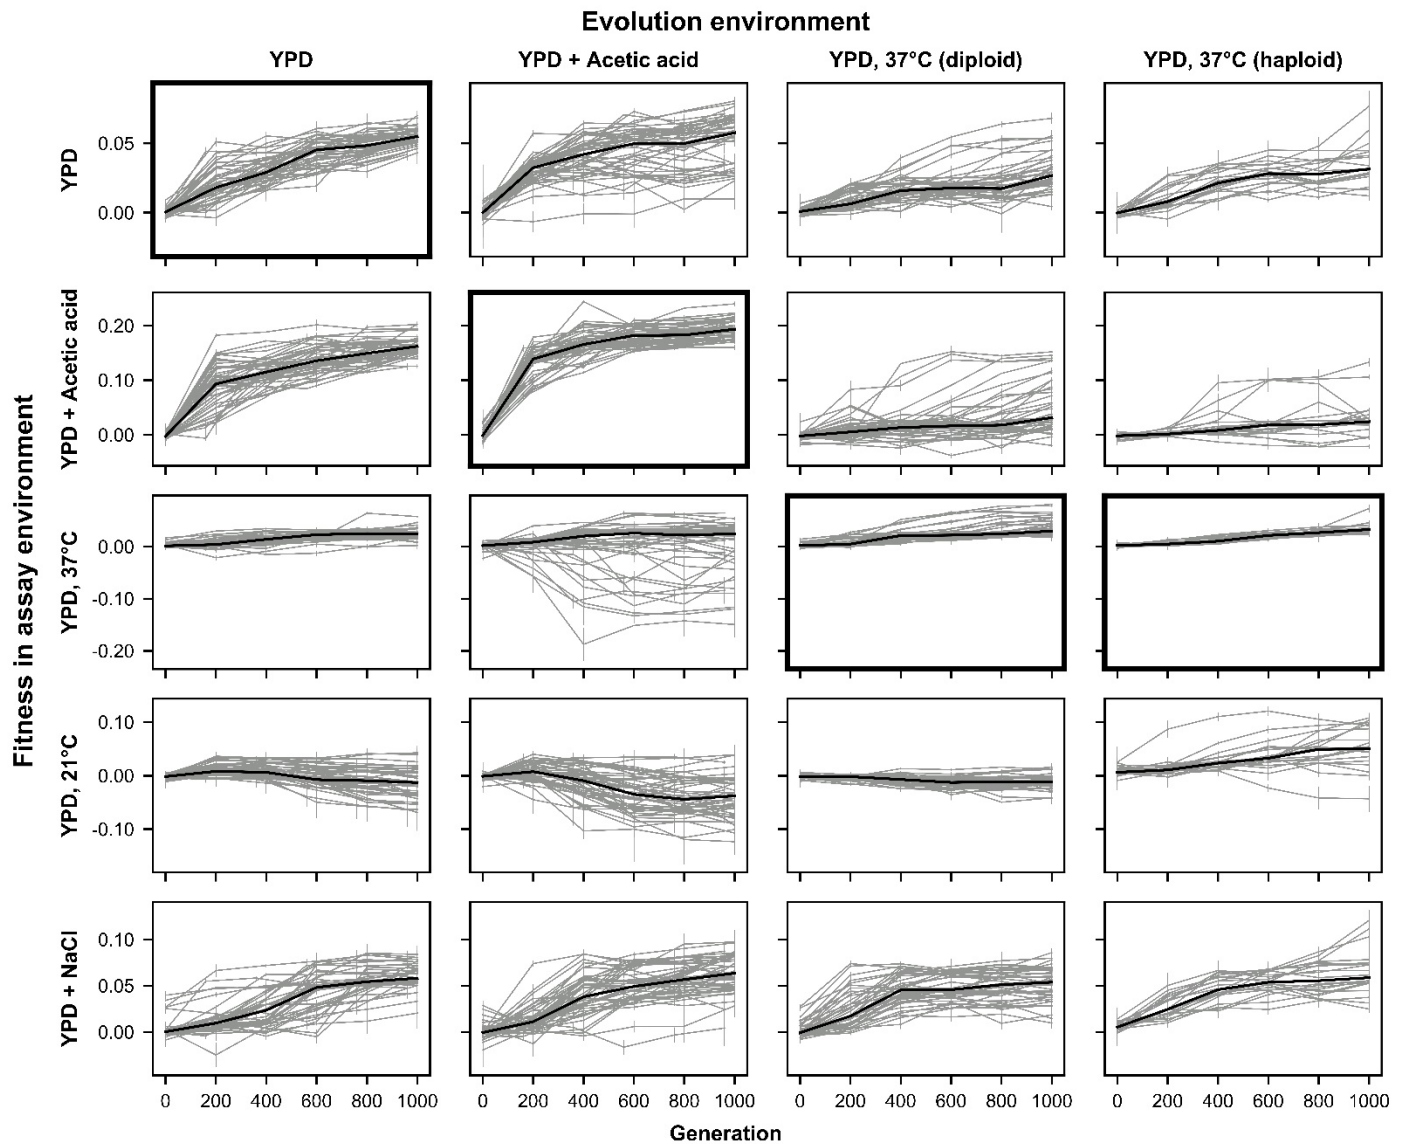 Evolution environment
YPD
YPD + Acetic acid
YPD, 37°C (diploid)
YPD, 37°C (haploid)
Fitness in assay environment
YPD
0.05
0.00
YPD + Acetic acid
0.20
0.10
0.00
YPD, 37°C
0.00
-0.10
-0.20
YPD, 21°C
0.10
0.00
-0.10
YPD + NaCl
0.10
0.05
0.00
0 200 400 600 800 1000
0 200 400 600 800 1000
0 200 400 600 800 1000
0 200 400 600 800 1000
Generation